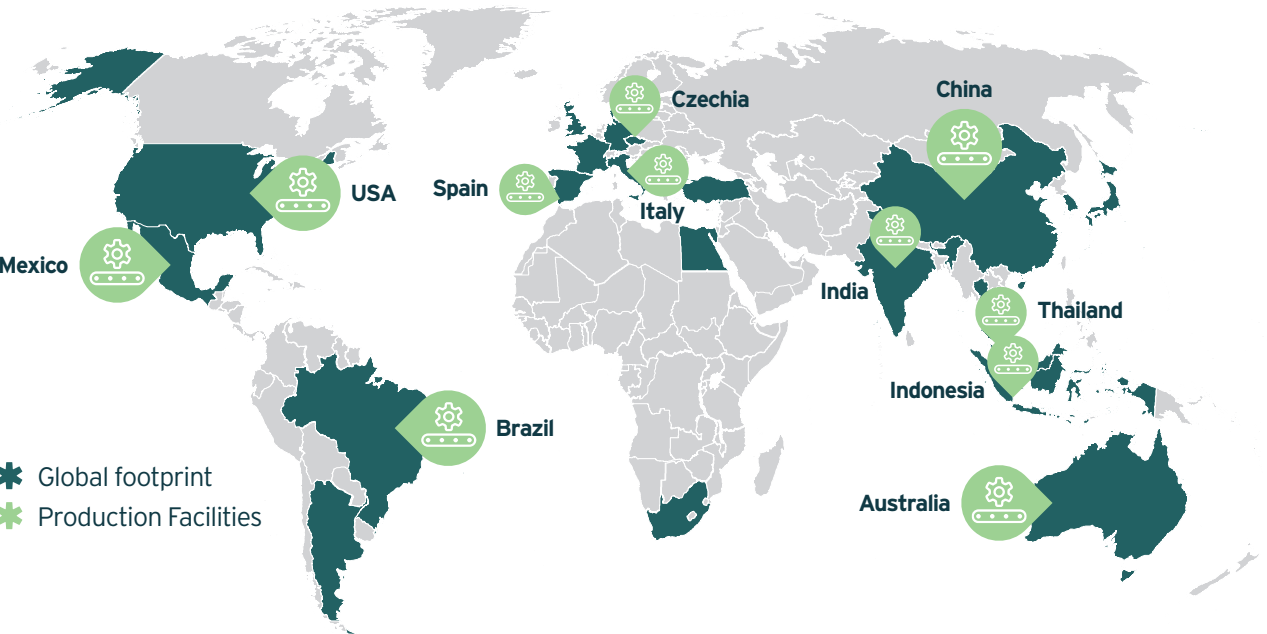 Czechia
China
Spain
USA
Italy
Mexico
India
Thailand
Indonesia
Brazil
Global footprint
Australia
Production Facilities